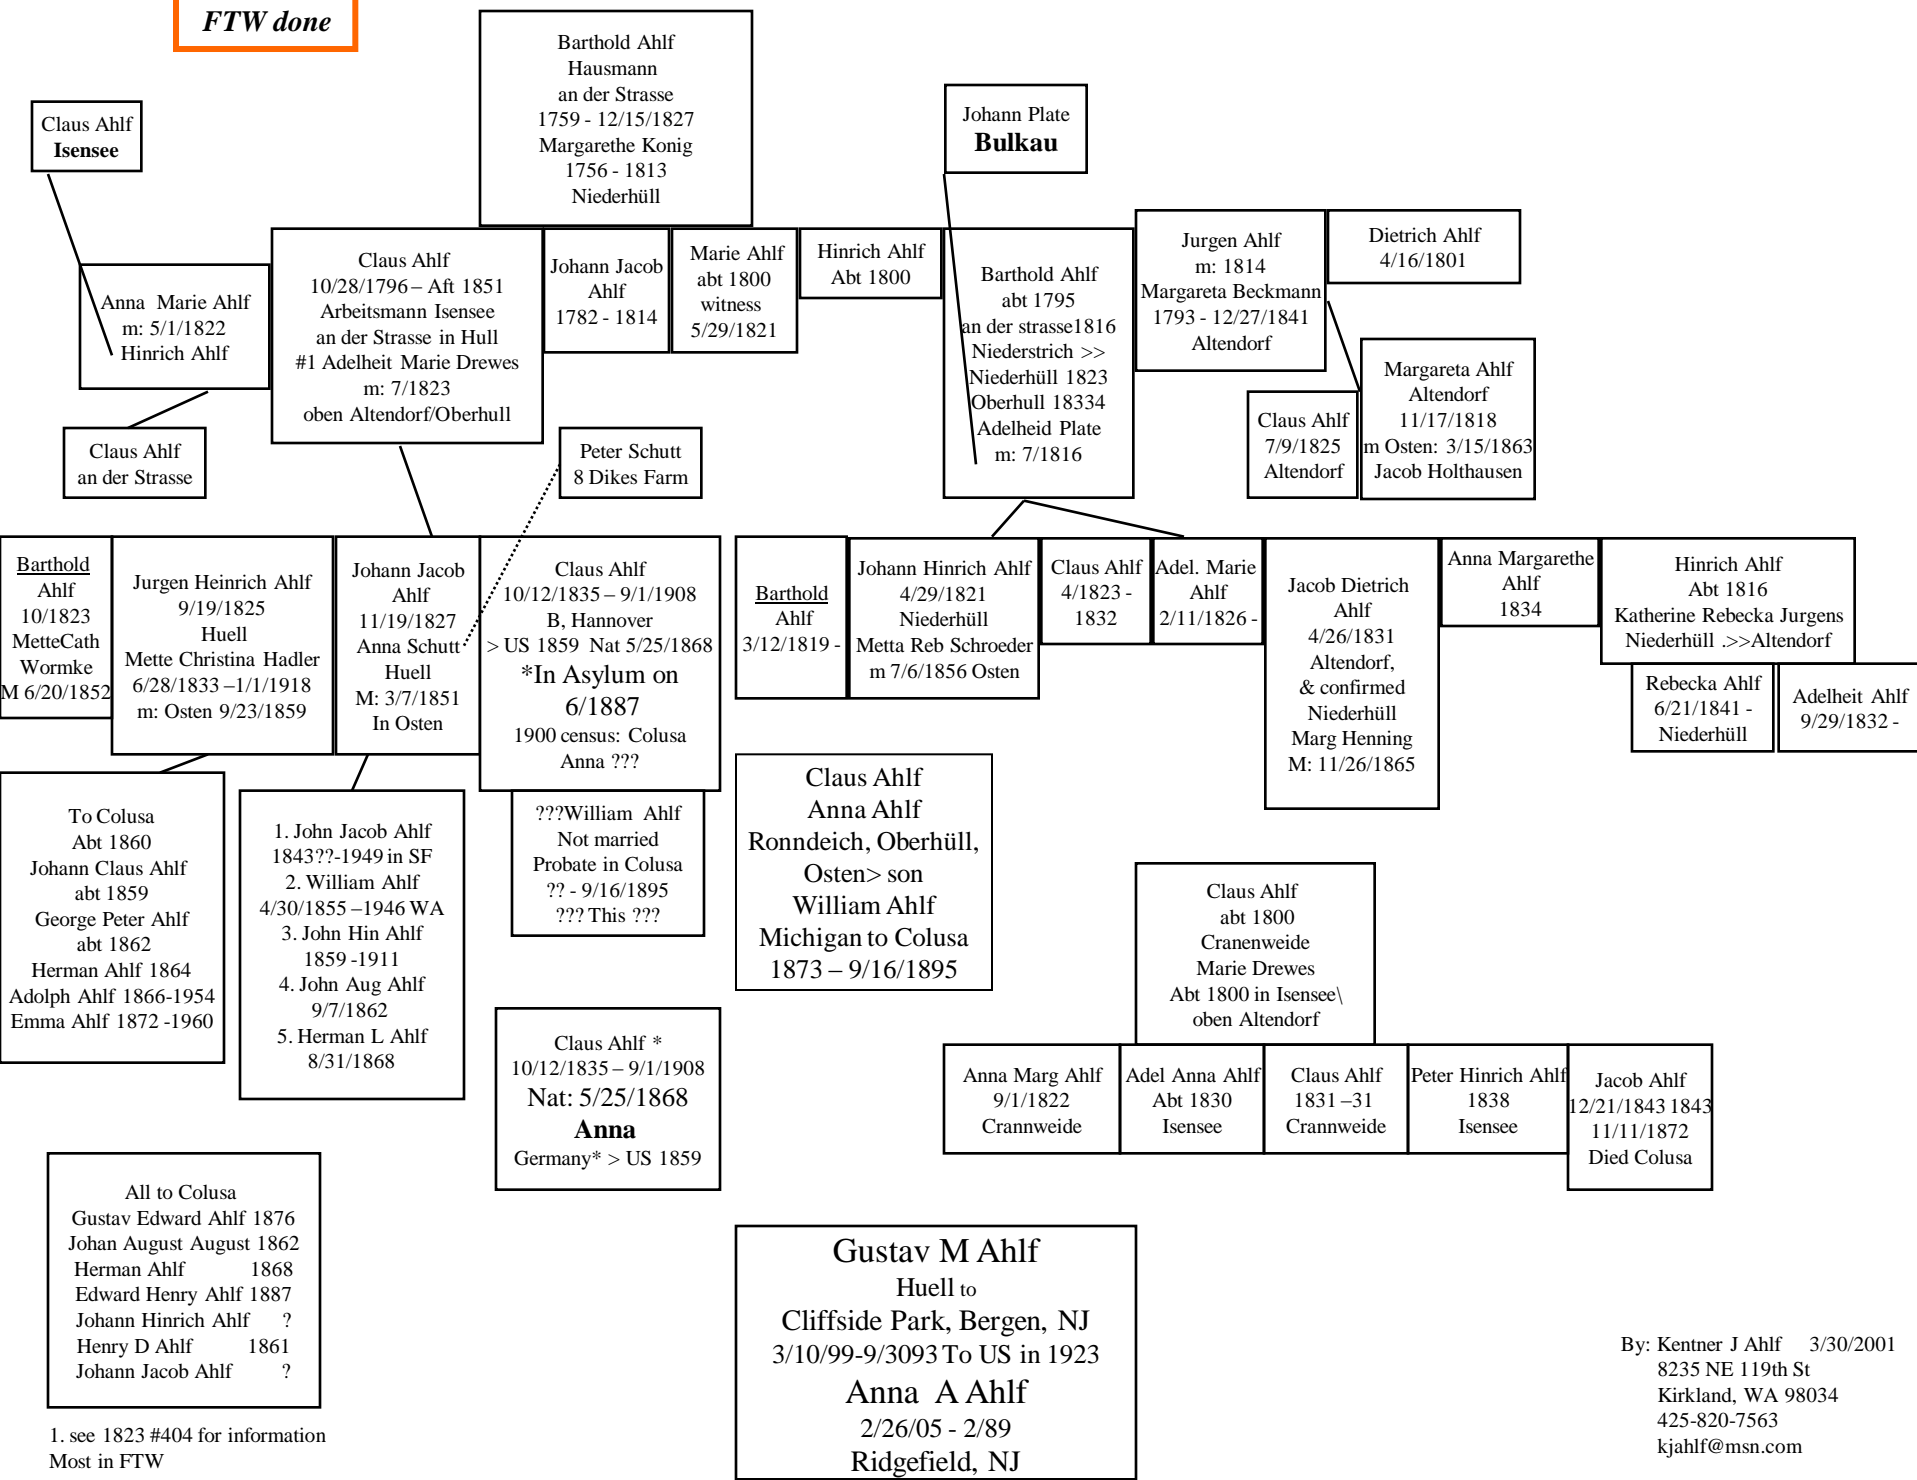 FTW done
Barthold Ahlf
Hausmann
an der Strasse
1759 - 12/15/1827
Margarethe Konig
1756 - 1813
Niederhüll
Claus Ahlf
Isensee
Johann Plate
Bulkau
Anna Marie Ahlf
m: 5/1/1822
Hinrich Ahlf
Claus Ahlf
10/28/1796 – Aft 1851
Arbeitsmann Isensee
an der Strasse in Hull
#1 Adelheit Marie Drewes
m: 7/1823
oben Altendorf/Oberhull
Johann Jacob
Ahlf
1782 - 1814
Marie Ahlf
abt 1800
witness
5/29/1821
Hinrich Ahlf
Abt 1800
Barthold Ahlf
abt 1795
an der strasse1816
Niederstrich >>
Niederhüll 1823
Oberhull 18334
Adelheid Plate
m: 7/1816
Jurgen Ahlf
m: 1814
Margareta Beckmann
1793 - 12/27/1841
Altendorf
Dietrich Ahlf
4/16/1801
Claus Ahlf
7/9/1825
Altendorf
Margareta Ahlf
Altendorf
11/17/1818
m Osten: 3/15/1863
Jacob Holthausen
Claus Ahlf
an der Strasse
Peter Schutt
8 Dikes Farm
Barthold
Ahlf
10/1823
MetteCath
Wormke
M 6/20/1852
Jurgen Heinrich Ahlf
9/19/1825
Huell
Mette Christina Hadler
6/28/1833 –1/1/1918
m: Osten 9/23/1859
Johann Jacob
Ahlf
11/19/1827
Anna Schutt
Huell
M: 3/7/1851
In Osten
Claus Ahlf
10/12/1835 – 9/1/1908
B, Hannover
> US 1859 Nat 5/25/1868
*In Asylum on
6/1887
1900 census: Colusa
Anna ???
Barthold
Ahlf
3/12/1819 -
Johann Hinrich Ahlf
4/29/1821
Niederhüll
Metta Reb Schroeder
m 7/6/1856 Osten
Claus Ahlf
4/1823 -
1832
Adel. Marie
Ahlf
2/11/1826 -
Jacob Dietrich
Ahlf
4/26/1831
Altendorf,
& confirmed
Niederhüll
Marg Henning
M: 11/26/1865
Anna Margarethe
Ahlf
1834
Hinrich Ahlf
Abt 1816
Katherine Rebecka Jurgens
Niederhüll .>>Altendorf
Rebecka Ahlf
6/21/1841 -
Niederhüll
Adelheit Ahlf
9/29/1832 -
To Colusa
Abt 1860
Johann Claus Ahlf
abt 1859
George Peter Ahlf
abt 1862
Herman Ahlf 1864
Adolph Ahlf 1866-1954
Emma Ahlf 1872 -1960
1. John Jacob Ahlf
1843??-1949 in SF
2. William Ahlf
4/30/1855 –1946 WA
3. John Hin Ahlf
1859 -1911
4. John Aug Ahlf
9/7/1862
5. Herman L Ahlf
8/31/1868
???William Ahlf
Not married
Probate in Colusa
?? - 9/16/1895
??? This ???
Claus Ahlf
Anna Ahlf
Ronndeich, Oberhüll,
Osten> son
William Ahlf
Michigan to Colusa
1873 – 9/16/1895
Claus Ahlf
abt 1800
Cranenweide
Marie Drewes
Abt 1800 in Isensee\
oben Altendorf
Claus Ahlf *
10/12/1835 – 9/1/1908
Nat: 5/25/1868
Anna
Germany* > US 1859
Anna Marg Ahlf
9/1/1822
Crannweide
Adel Anna Ahlf
Abt 1830
Isensee
Claus Ahlf
1831 –31
Crannweide
Peter Hinrich Ahlf
1838
Isensee
Jacob Ahlf
12/21/1843 1843
11/11/1872
Died Colusa
All to Colusa
Gustav Edward Ahlf 1876
Johan August August 1862
Herman Ahlf 1868
Edward Henry Ahlf 1887
Johann Hinrich Ahlf ?
Henry D Ahlf 1861
Johann Jacob Ahlf ?
1. see 1823 #404 for information
Most in FTW
Gustav M Ahlf
Huell to
Cliffside Park, Bergen, NJ
3/10/99-9/3093 To US in 1923
Anna A Ahlf
2/26/05 - 2/89
Ridgefield, NJ
By: Kentner J Ahlf 3/30/2001
8235 NE 119th St
Kirkland, WA 98034
425-820-7563
kjahlf@msn.com